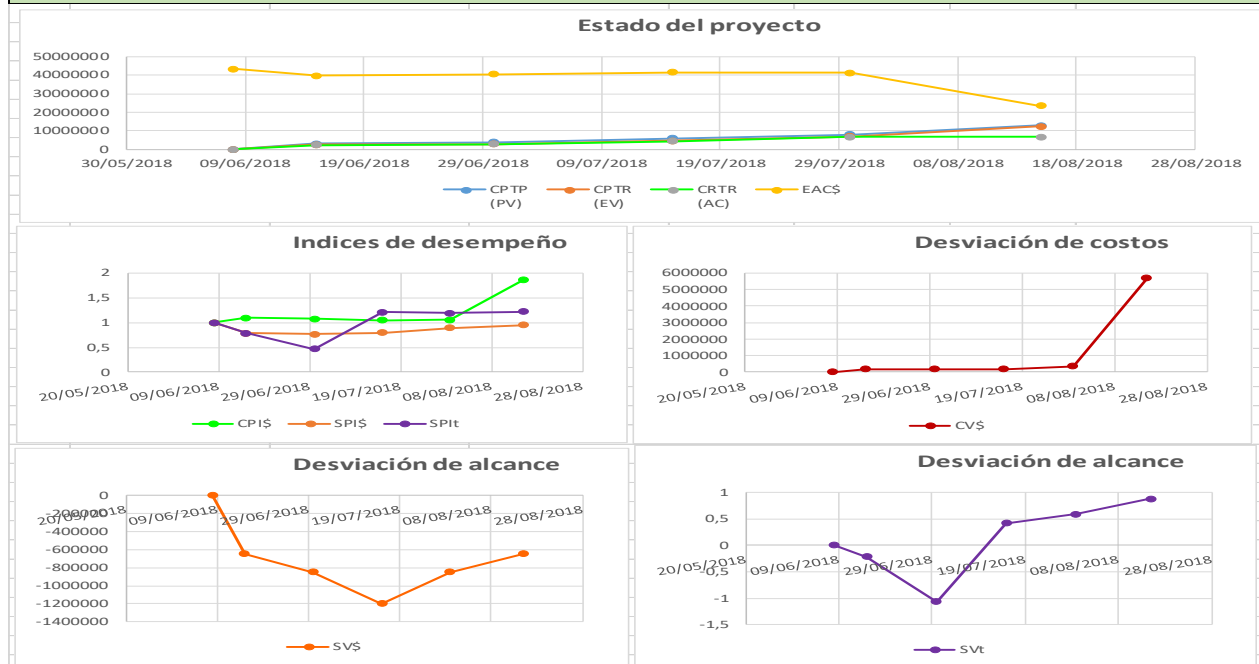 Estado del proyecto
50000000
40000000
30000000
20000000
10000000
0
30/05/2018 09/06/2018 19/06/2018 29/06/2018 09/07/2018 19/07/2018 29/07/2018 08/08/2018 18/08/2018 28/08/2018
CPTP (PV) CPTR (EV) CRTR (AC) EAC$
Indices de desempeño
2
1,5
1
0,5
0
20/05/2018 09/06/2018 29/06/2018 19/07/2018 08/08/2018 28/08/2018
CPI$ SPI$ SPIt
Desviación de costos
6000000
5000000
4000000
3000000
2000000
1000000
0
20/05/2018 09/06/2018 29/06/2018 19/07/2018 08/08/2018 28/08/2018
CV$
Desviación de alcance
0
-200000
-400000
-600000
-800000
-1000000
-1200000
-1400000
20/05/2018 09/06/2018 29/06/2018 19/07/2018 08/08/2018 28/08/2018
SV$
Desviación de alcance
1
0,5
0
-0,5
-1
-1,5
20/05/2018 09/06/2018 29/06/2018 19/07/2018 08/08/2018 28/08/2018
SVt